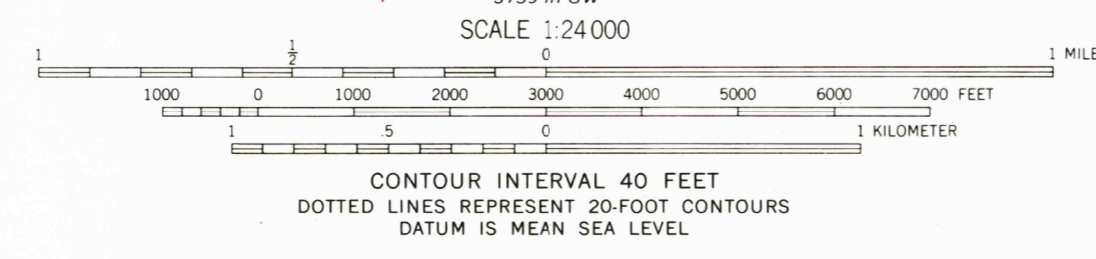 SCALE 1:24 000
1 ½ 0 1 MILE
1000 0 1000 2000 3000 4000 5000 6000 7000 FEET
1 .5 0 1 KILOMETER
CONTOUR INTERVAL 40 FEET
DOTTED LINES REPRESENT 20-FOOT CONTOURS
DATUM IS MEAN SEA LEVEL